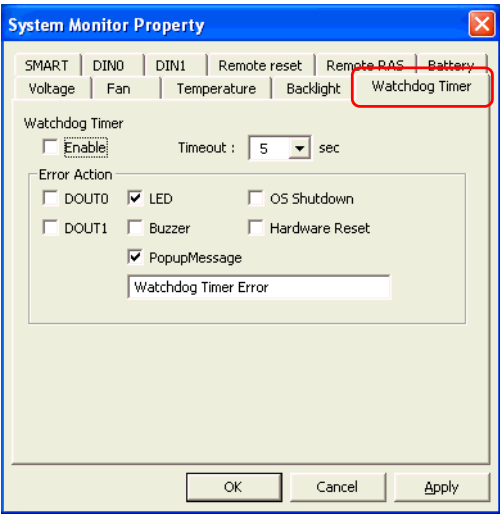 System Monitor Property
SMART DIN0 DIN1 Remote reset Remote RAS Battery
Voltage Fan Temperature Backlight Watchdog Timer
Watchdog Timer
Enable Timeout : 5 sec
Error Action
DOUT0 LED OS Shutdown
DOUT1 Buzzer Hardware Reset
PopupMessage
Watchdog Timer Error
OK Cancel Apply